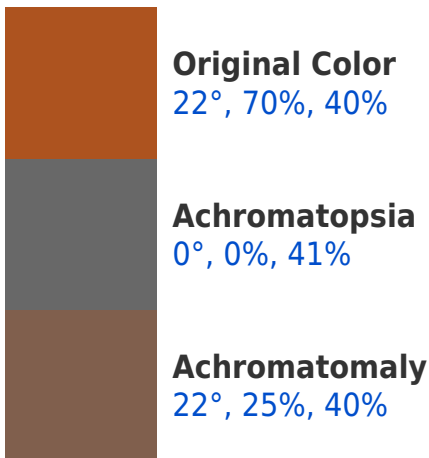 Original Color
22°, 70%, 40%
Achromatopsia
0°, 0%, 41%
Achromatomaly
22°, 25%, 40%